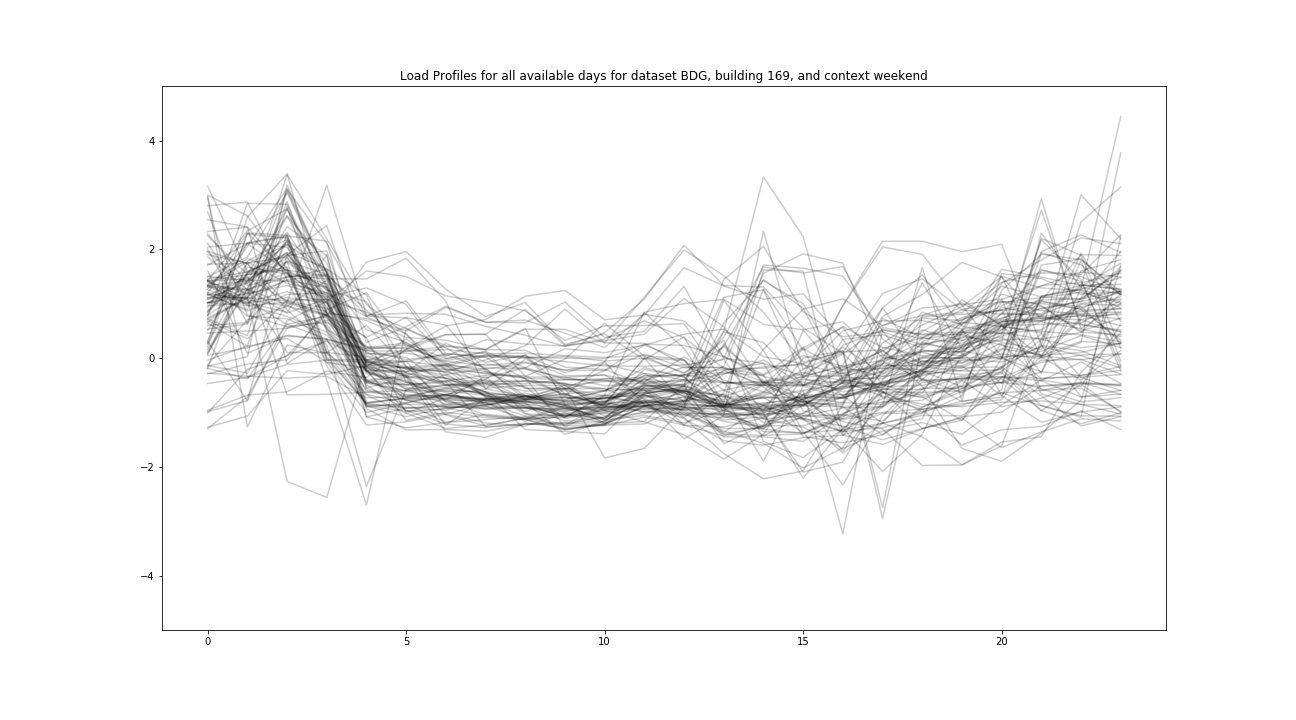 Load Profiles for all available days for dataset BDG, building 169, and context weekend
4
2
0
−2
−4
0 5 10 15 20